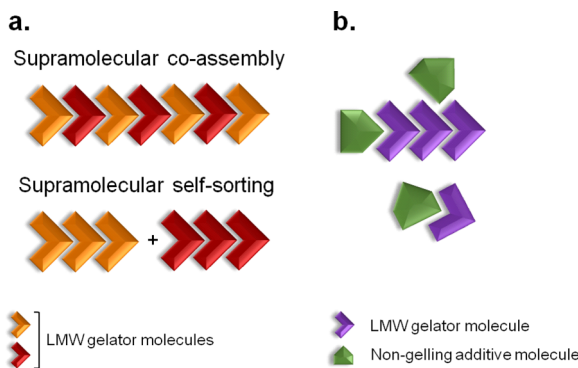 a.
Supramolecular co-assembly
Supramolecular self-sorting
+
LMW gelator molecules
b.
LMW gelator molecule
Non-gelling additive molecule